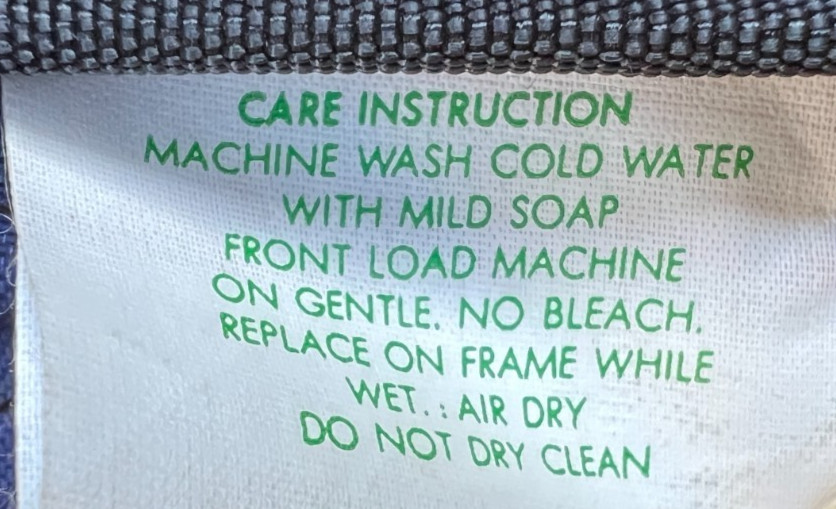 CARE INSTRUCTION
MACHINE WASH COLD WATER
WITH MILD SOAP
FRONT LOAD MACHINE
ON GENTLE. NO BLEACH.
REPLACE ON FRAME WHILE
WET.: AIR DRY
DO NOT DRY CLEAN